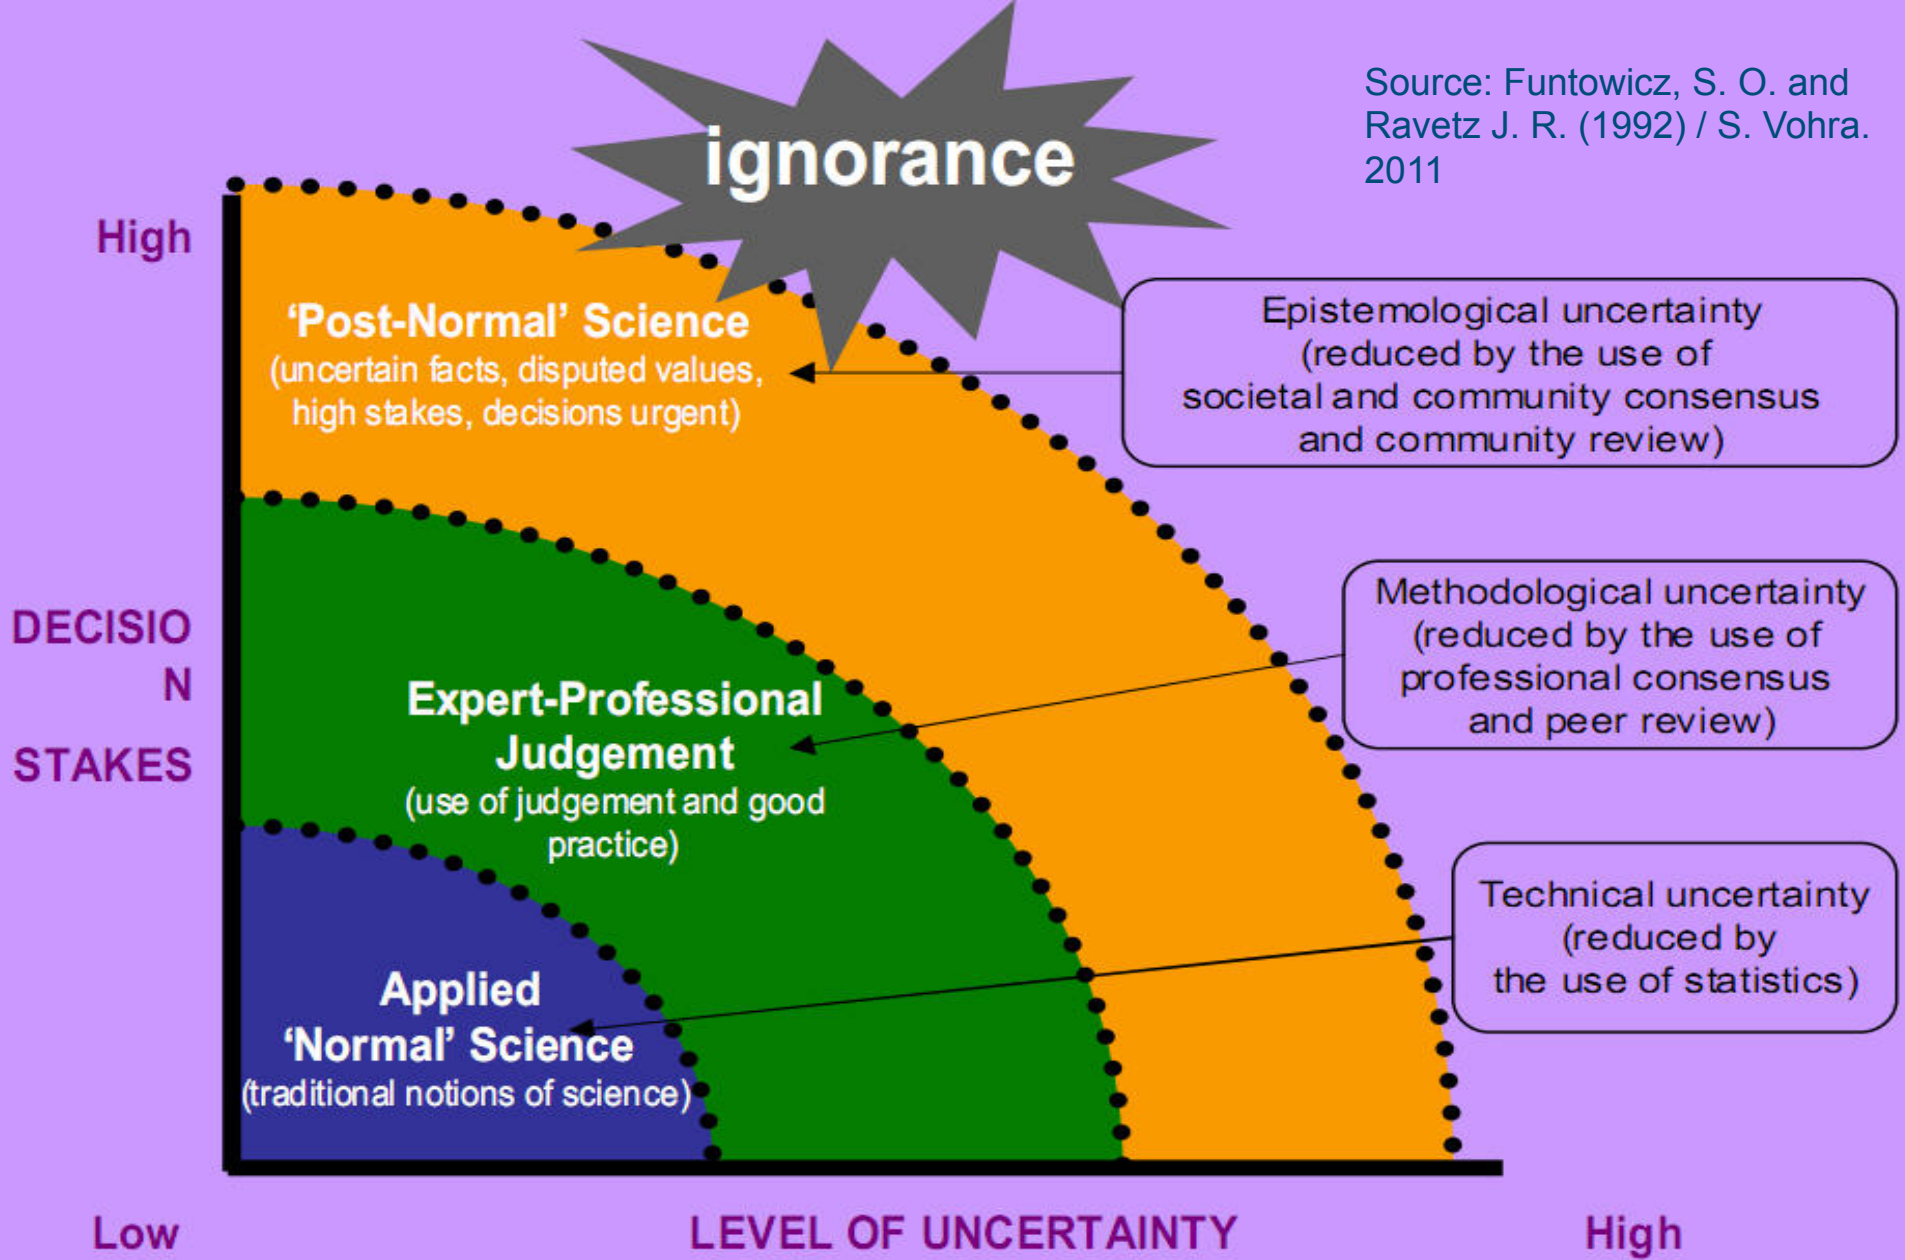 ignorance
Source: Funtowicz, S. O. and
Ravetz J. R. (1992) / S. Vohra.
2011
High
‘Post-Normal’ Science
(uncertain facts, disputed values,
high stakes, decisions urgent)
Epistemological uncertainty
(reduced by the use of
societal and community consensus
and community review)
DECISIO
N
STAKES
Expert-Professional
Judgement
(use of judgement and good
practice)
Methodological uncertainty
(reduced by the use of
professional consensus
and peer review)
Applied
‘Normal’ Science
(traditional notions of science)
Technical uncertainty
(reduced by
the use of statistics)
Low
LEVEL OF UNCERTAINTY
High